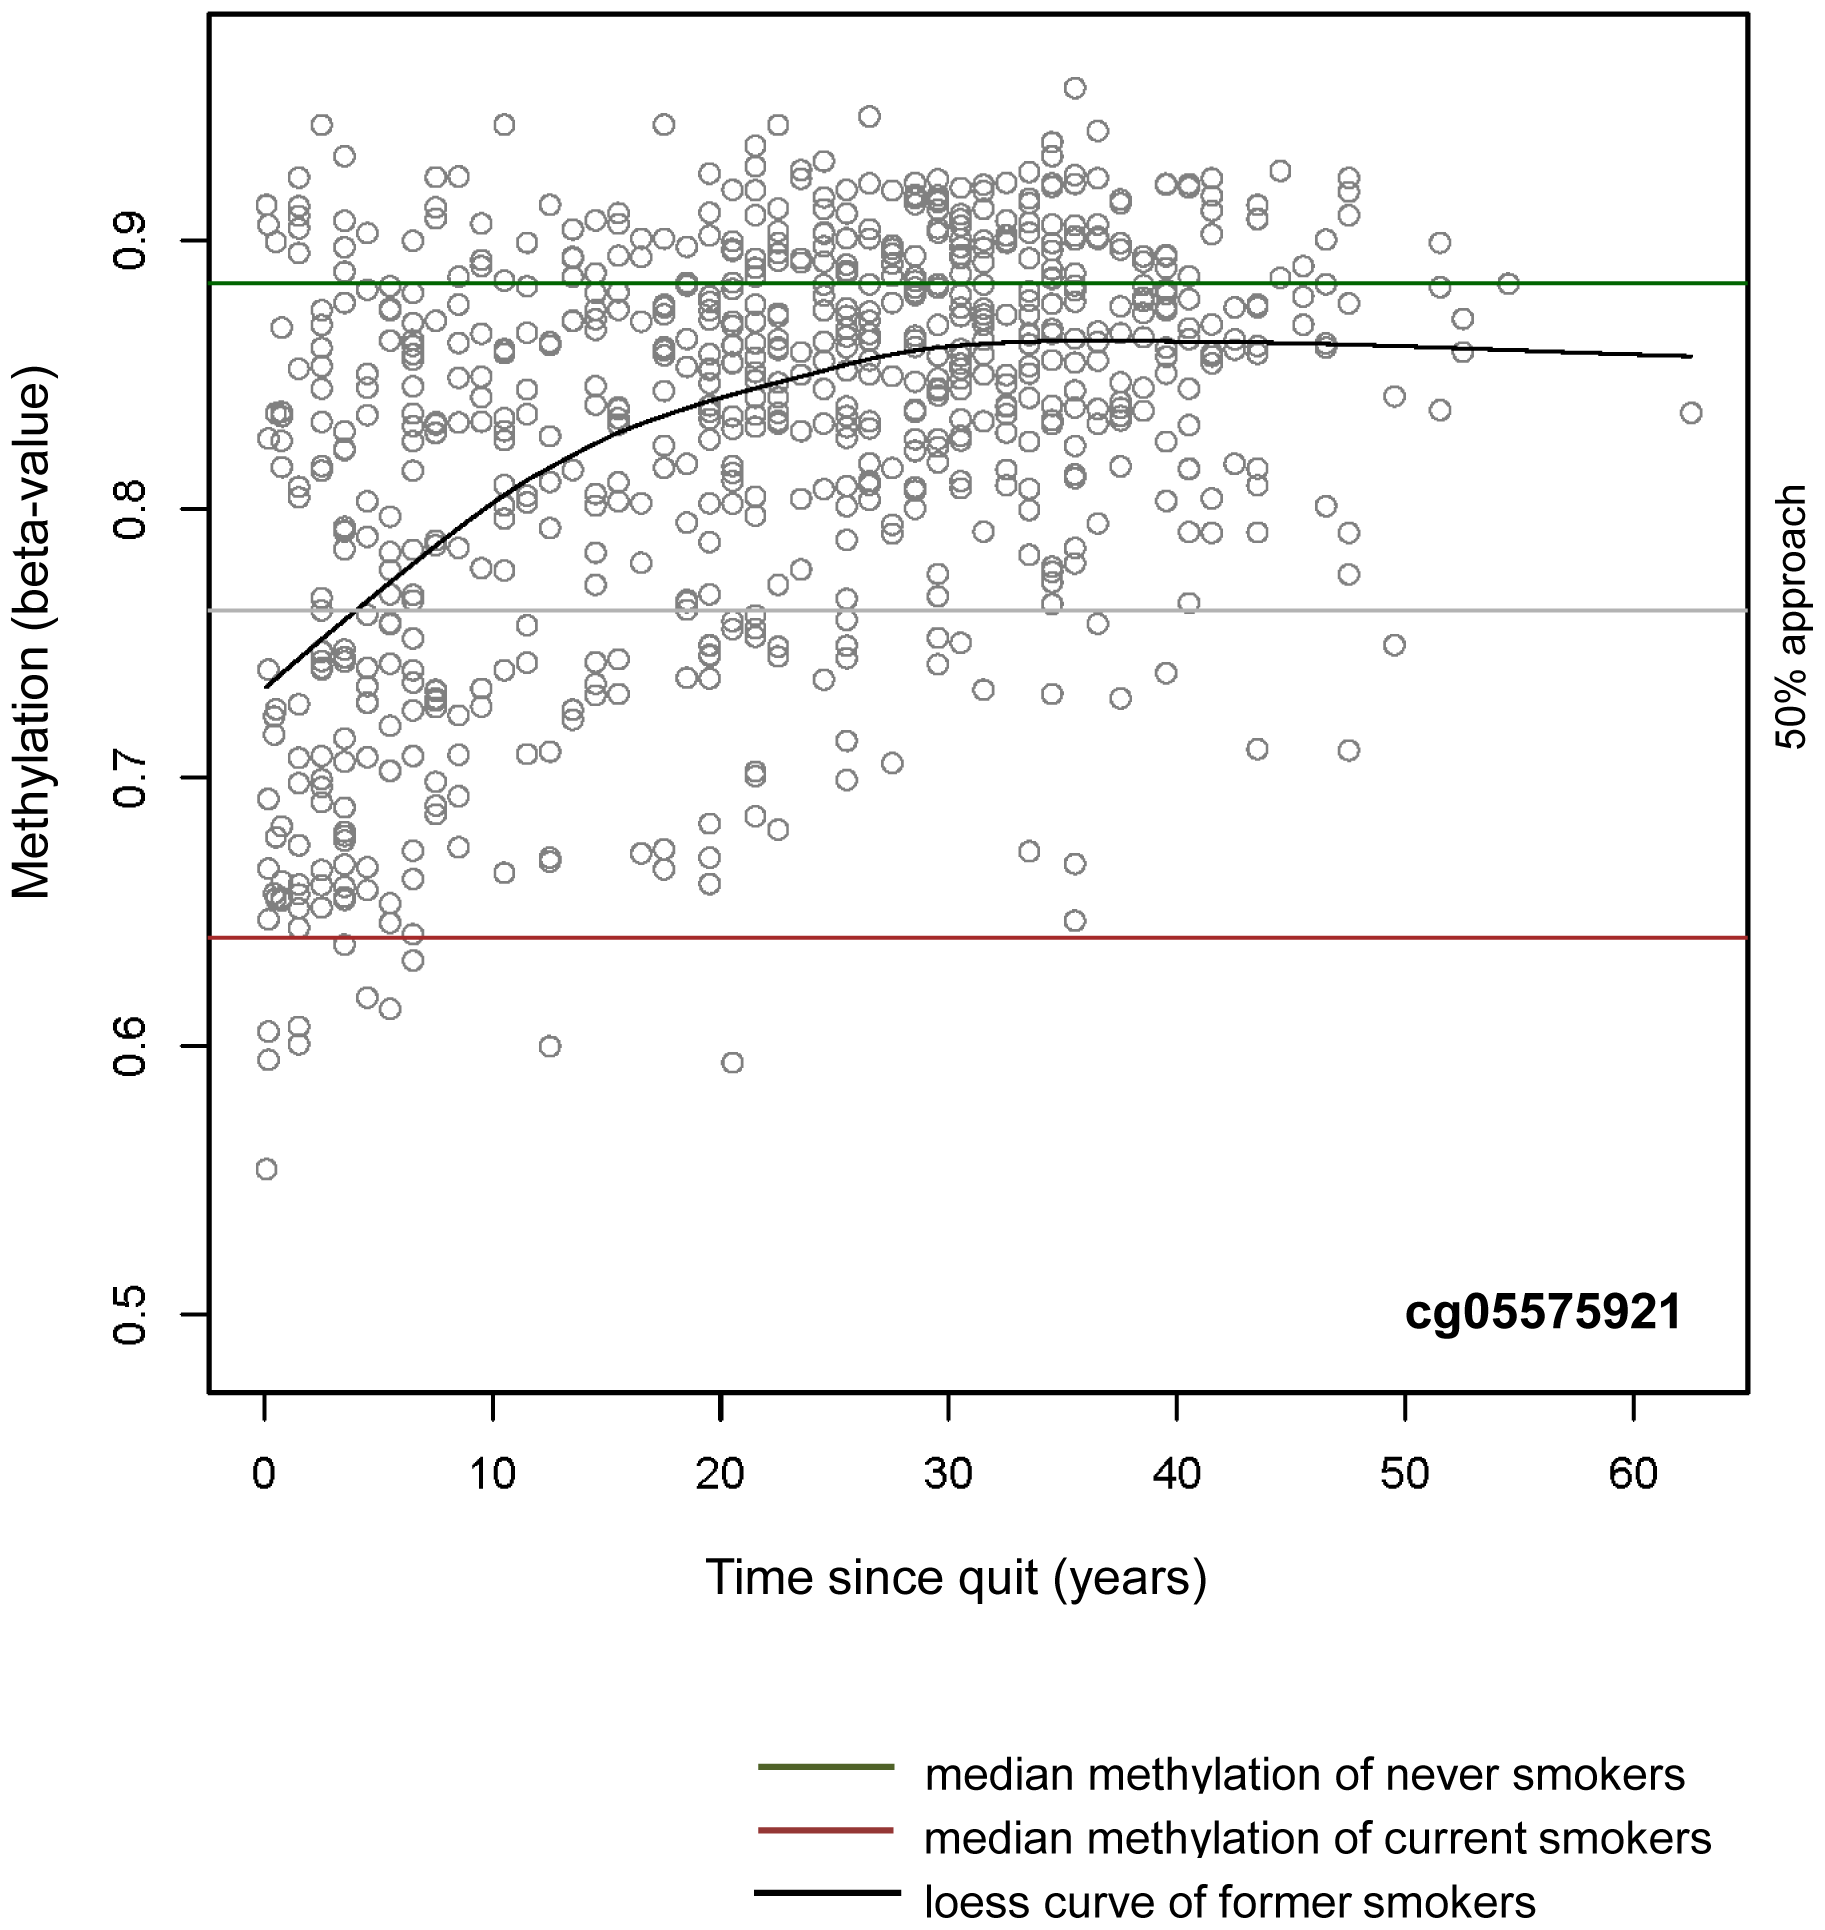 Methylation (beta-value)
0.9
0.8
0.7
0.6
0.5
50% approach
cg05575921
0 10 20 30 40 50 60
Time since quit (years)
median methylation of never smokers
median methylation of current smokers
loess curve of former smokers